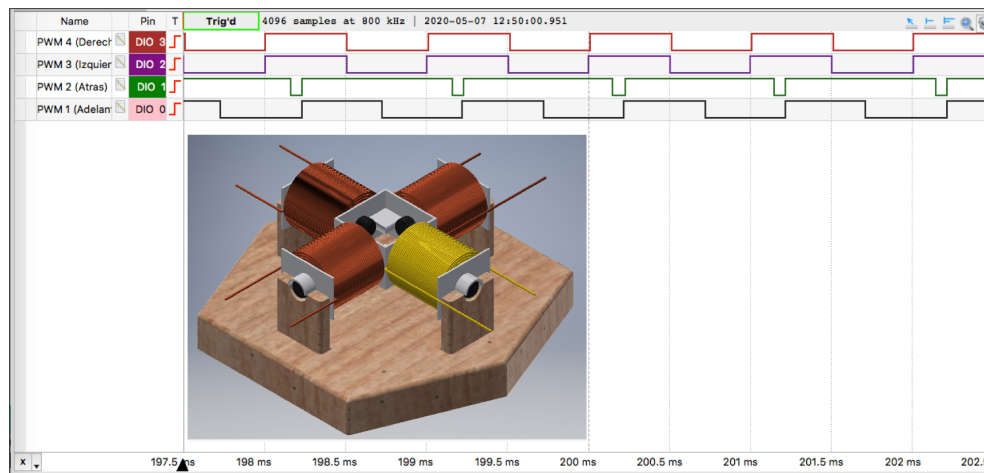 Name Pin T Trig'd 4096 samples at 800 kHz | 2020-05-07 12:50:00.951
PWM 4 (Derech DIO 3
PWM 3 (Izquier DIO 2
PWM 2 (Atras) DIO 1
PWM 1 (Adelan DIO 0
X 197.5 ms 198 ms 198.5 ms 199 ms 199.5 ms 200 ms 200.5 ms 201 ms 201.5 ms 202 ms 202.5